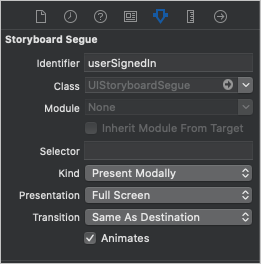 Storyboard Segue
Identifier userSignedIn
Class UIStoryboardSegue
Module None
Inherit Module From Target
Selector
Kind Present Modally
Presentation Full Screen
Transition Same As Destination
Animates